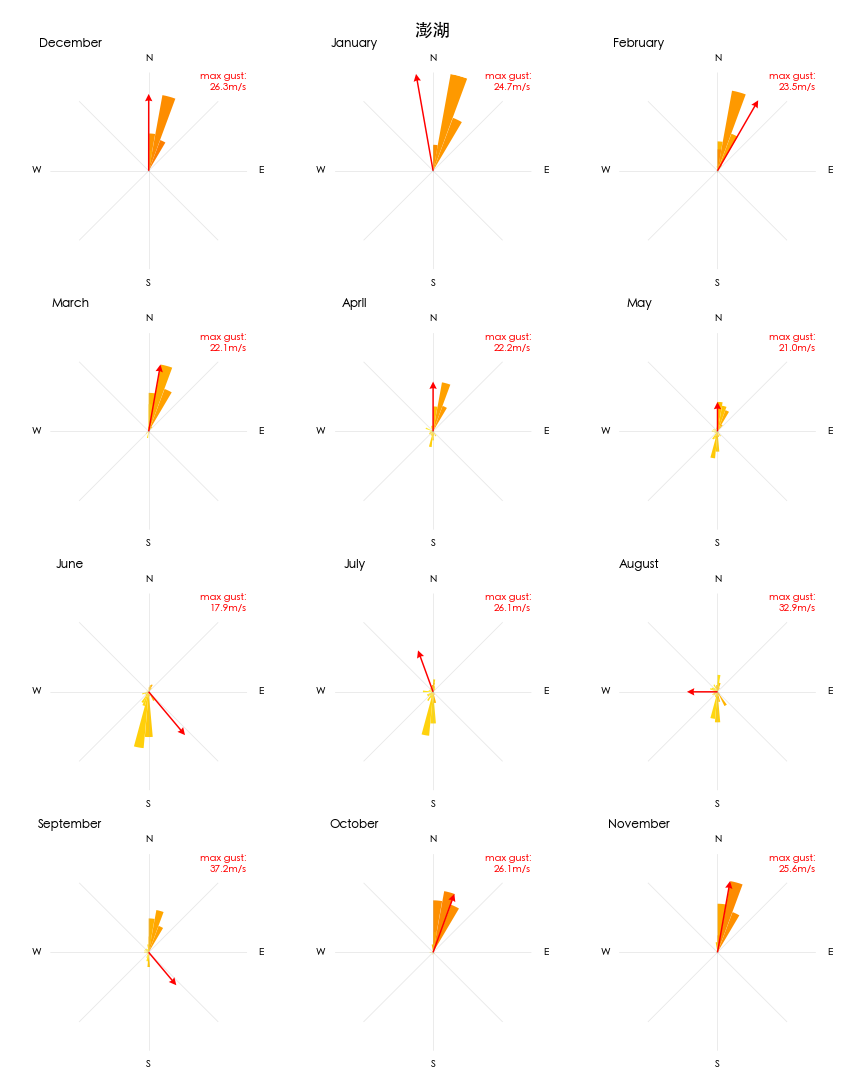 澎湖
December
N
max gust:
26.3m/s
W
E
S
January
N
max gust:
24.7m/s
W
E
S
February
N
max gust:
23.5m/s
W
E
S
March
N
max gust:
22.1m/s
W
E
S
April
N
max gust:
22.2m/s
W
E
S
May
N
max gust:
21.0m/s
W
E
S
June
N
max gust:
17.9m/s
W
E
S
July
N
max gust:
26.1m/s
W
E
S
August
N
max gust:
32.9m/s
W
E
S
September
N
max gust:
37.2m/s
W
E
S
October
N
max gust:
26.1m/s
W
E
S
November
N
max gust:
25.6m/s
W
E
S